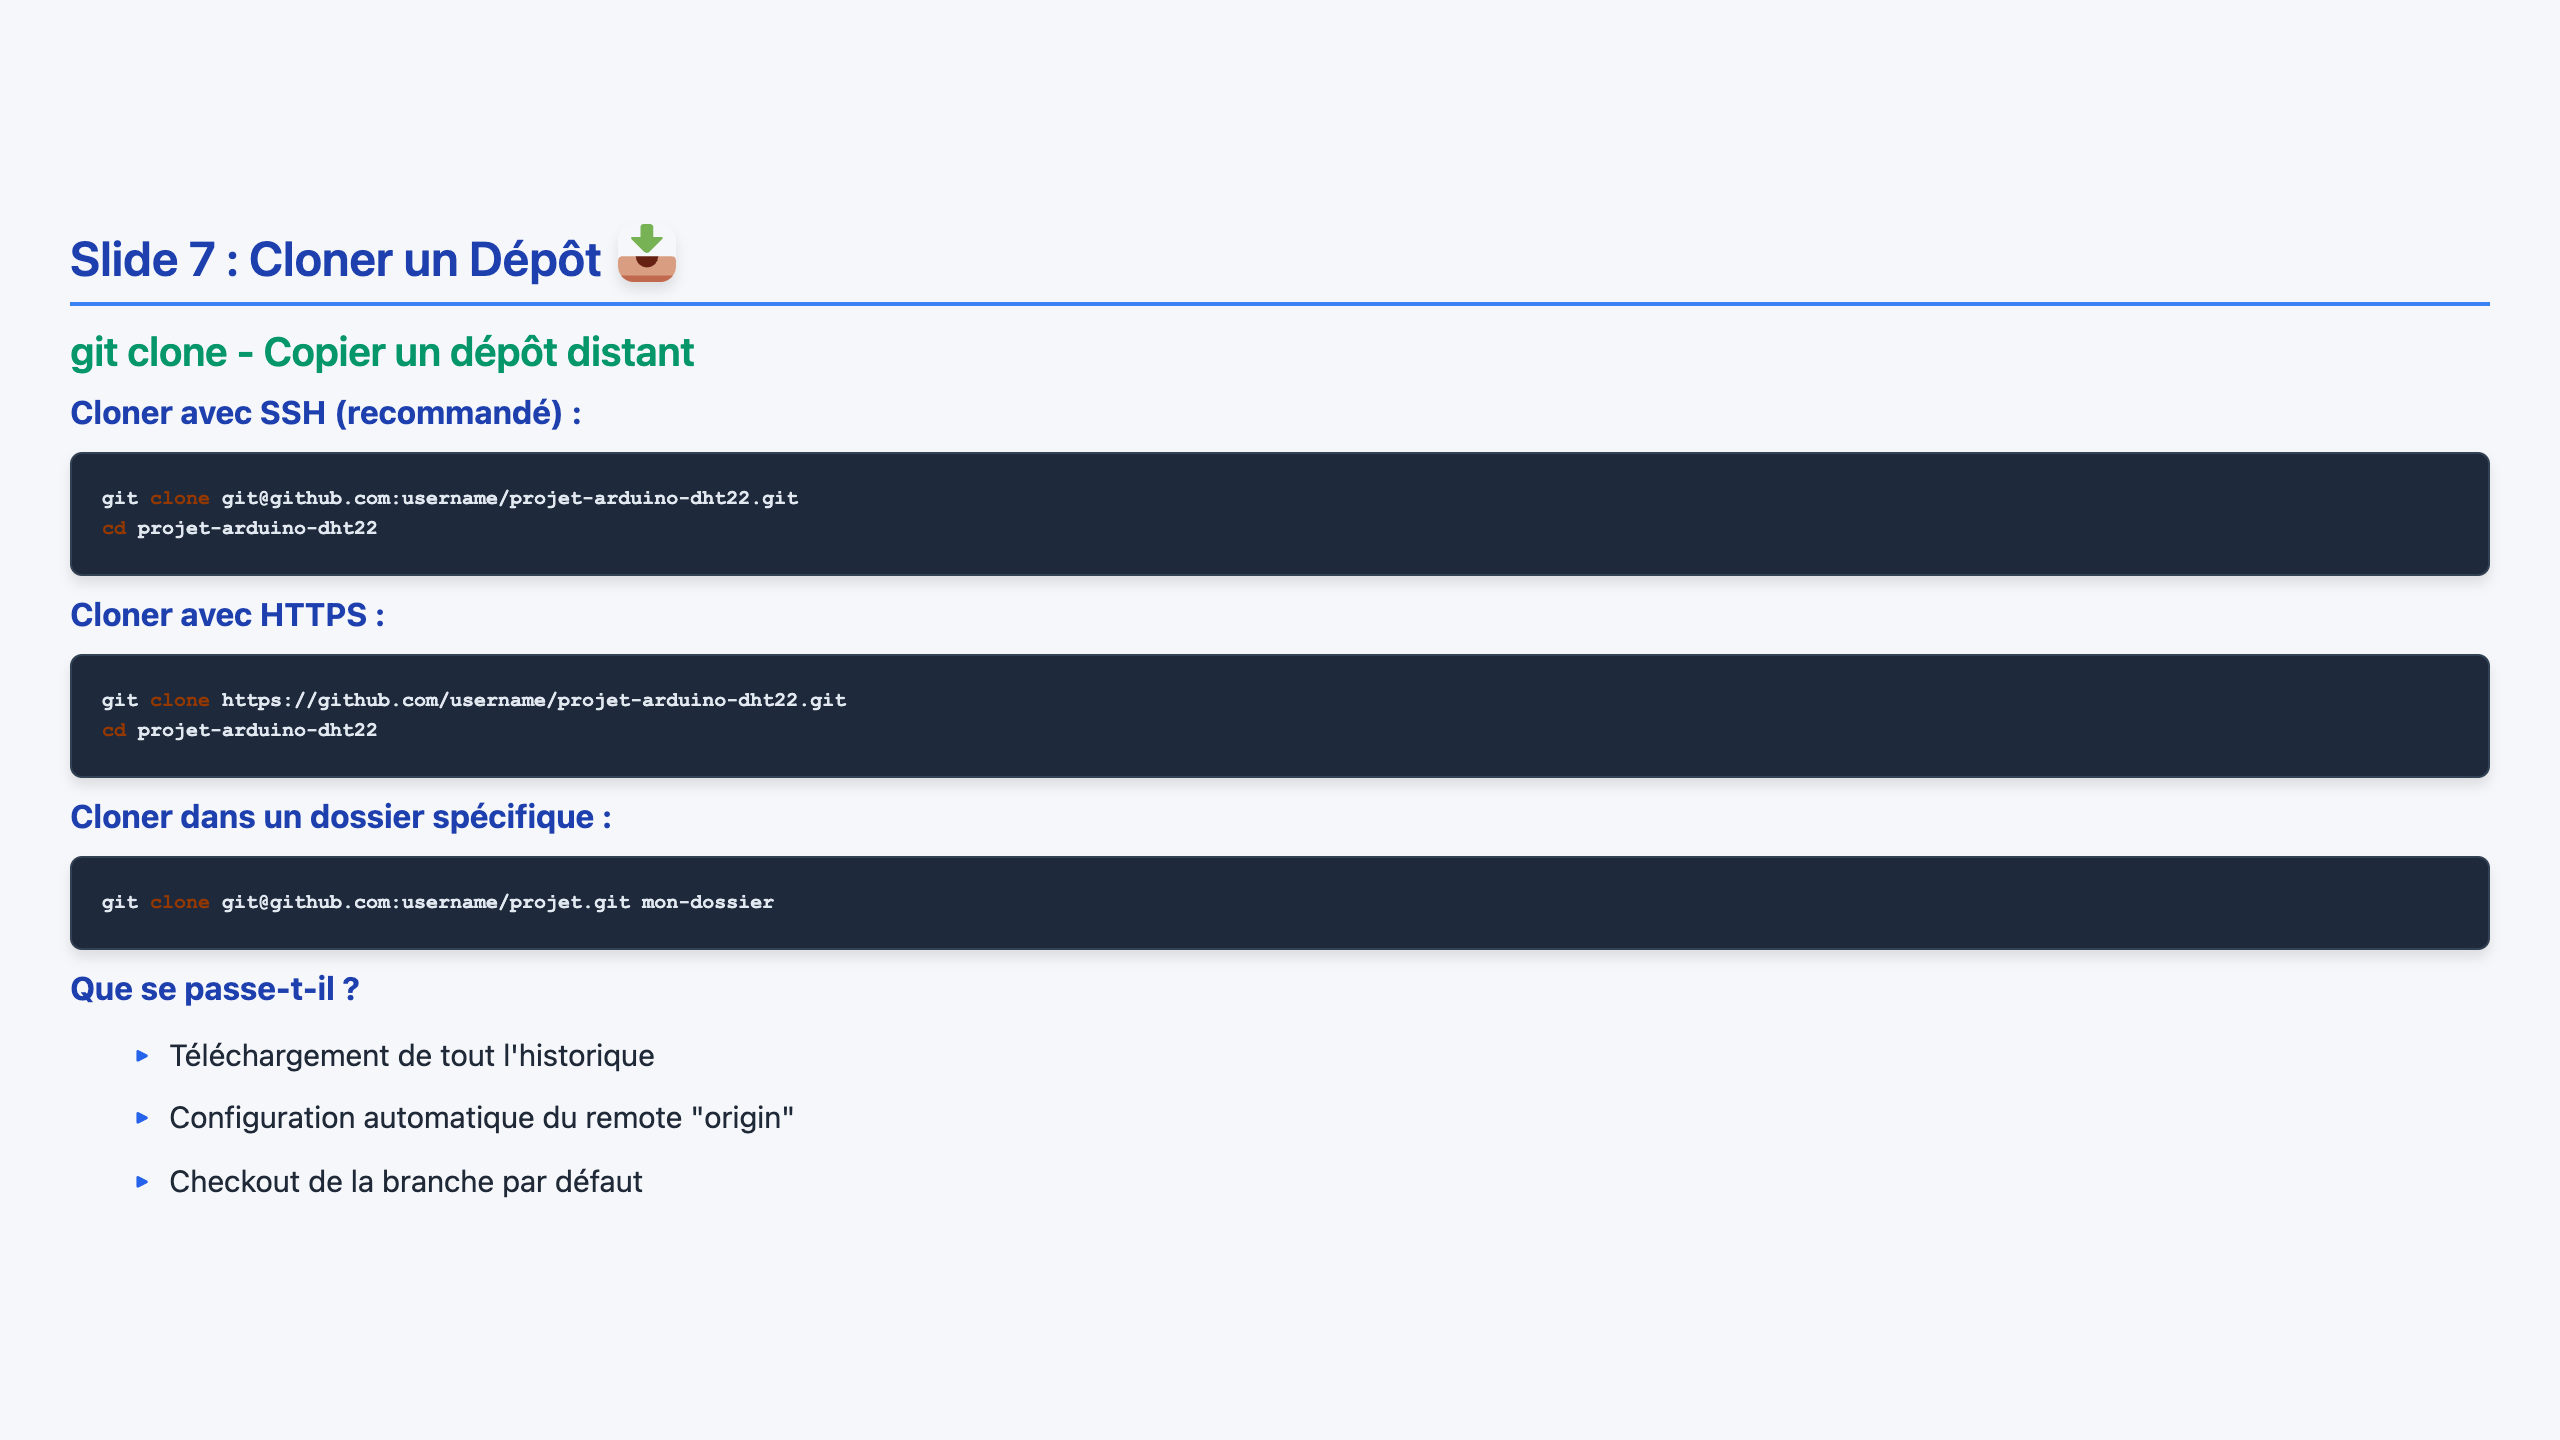 Slide 7 : Cloner un Dépôt
git clone - Copier un dépôt distant
Cloner avec SSH (recommandé) :
git clone git@github.com:username/projet-arduino-dht22.git
cd projet-arduino-dht22
Cloner avec HTTPS :
git clone https://github.com/username/projet-arduino-dht22.git
cd projet-arduino-dht22
Cloner dans un dossier spécifique :
git clone git@github.com:username/projet.git mon-dossier
Que se passe-t-il ?
Téléchargement de tout l'historique
Configuration automatique du remote "origin"
Checkout de la branche par défaut